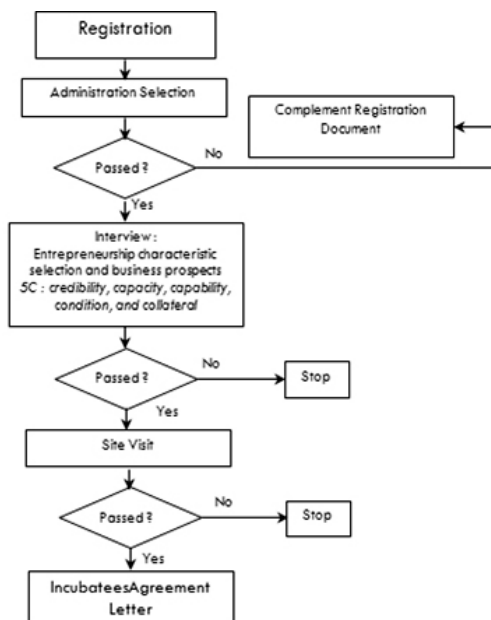 Registration
Administration Selection
Complement Registration
Document
Passed ?
No
Yes
Interview :
Entrepreneurship characteristic
selection and business prospects
5C : credibility, capacity, capability,
condition, and collateral
Passed ?
No
Stop
Yes
Site Visit
Passed ?
No
Stop
Yes
IncubateesAgreement
Letter